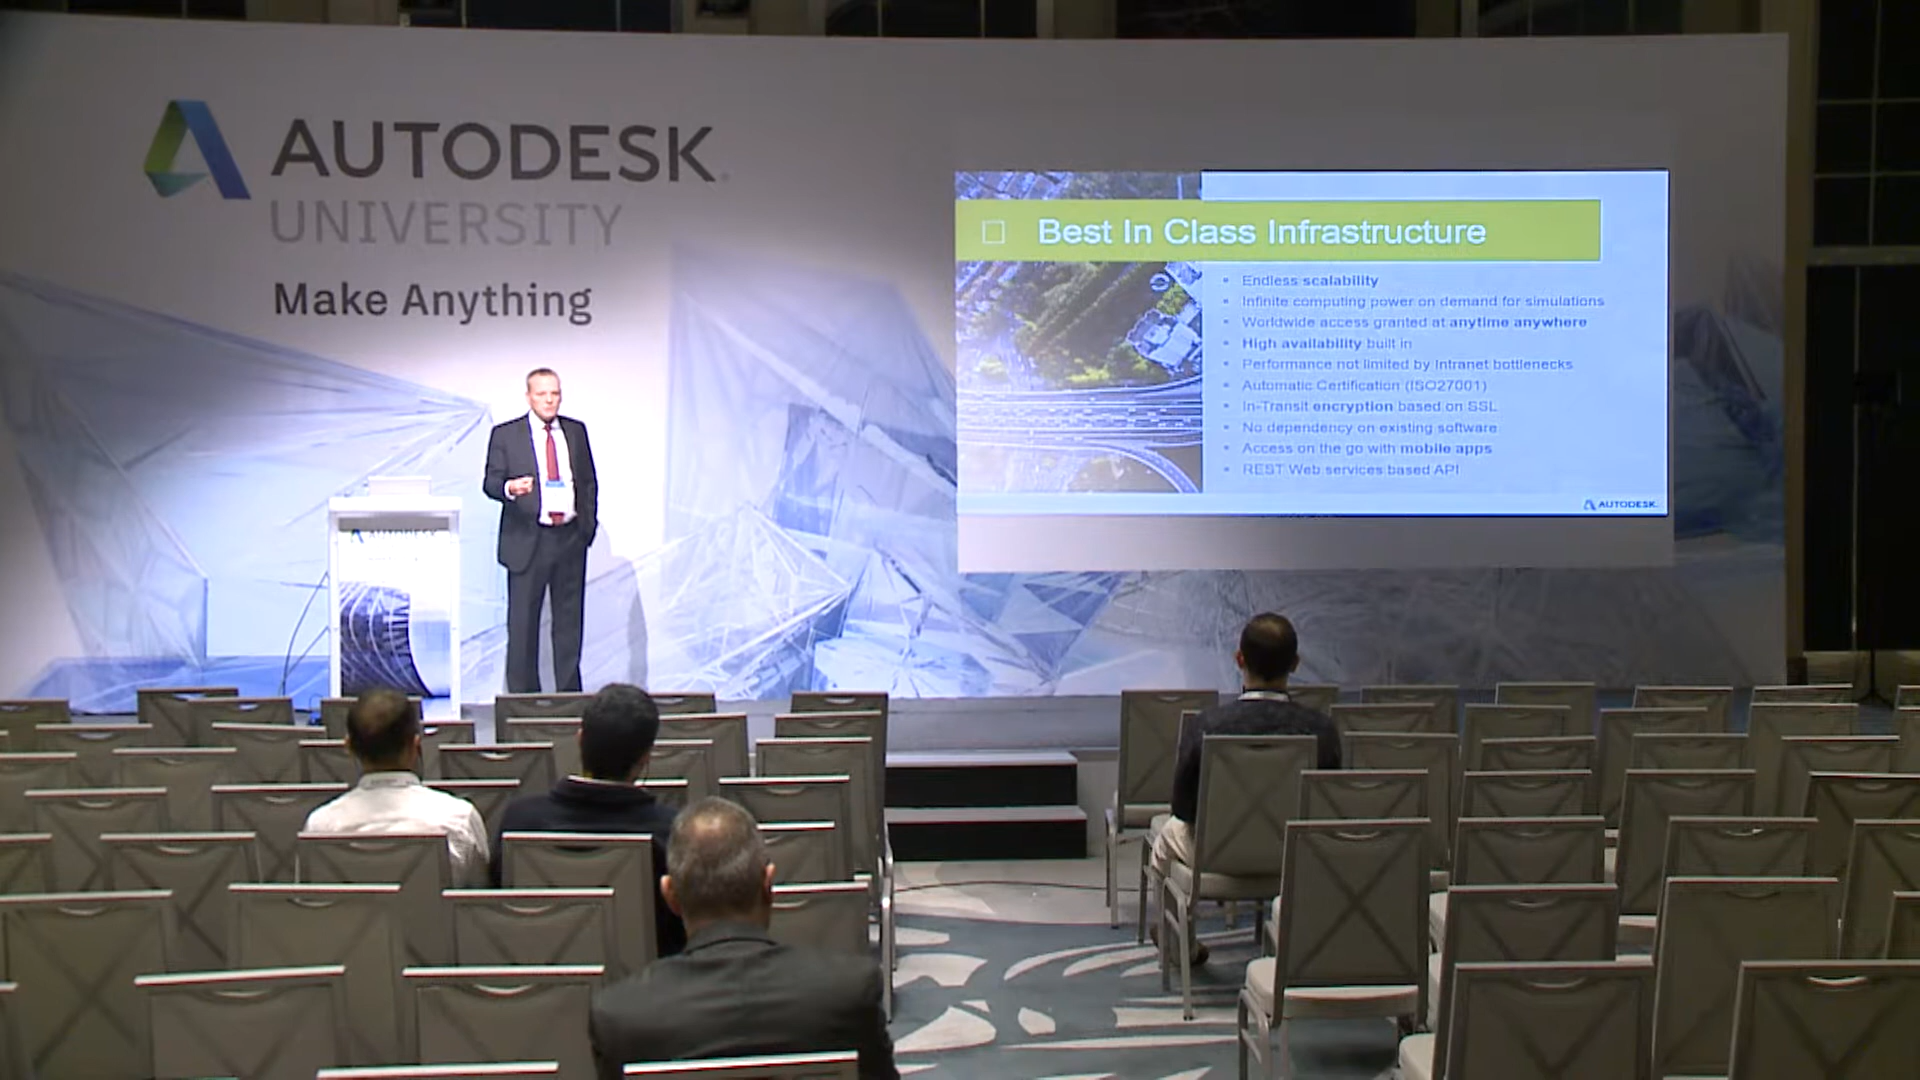 AUTODESK
UNIVERSITY
Make Anything
Best In Class Infrastructure
Endless scalability
Infinite computing power on demand for simulations
Worldwide access granted at anytime anywhere
High availability built in
Performance not limited by Intranet bottlenecks
Automatic Certification (ISO27001)
In-Transit encryption based on SSL
No dependency on existing software
Access on the go with mobile apps
REST Web services based API
AUTODESK
AUTODESK